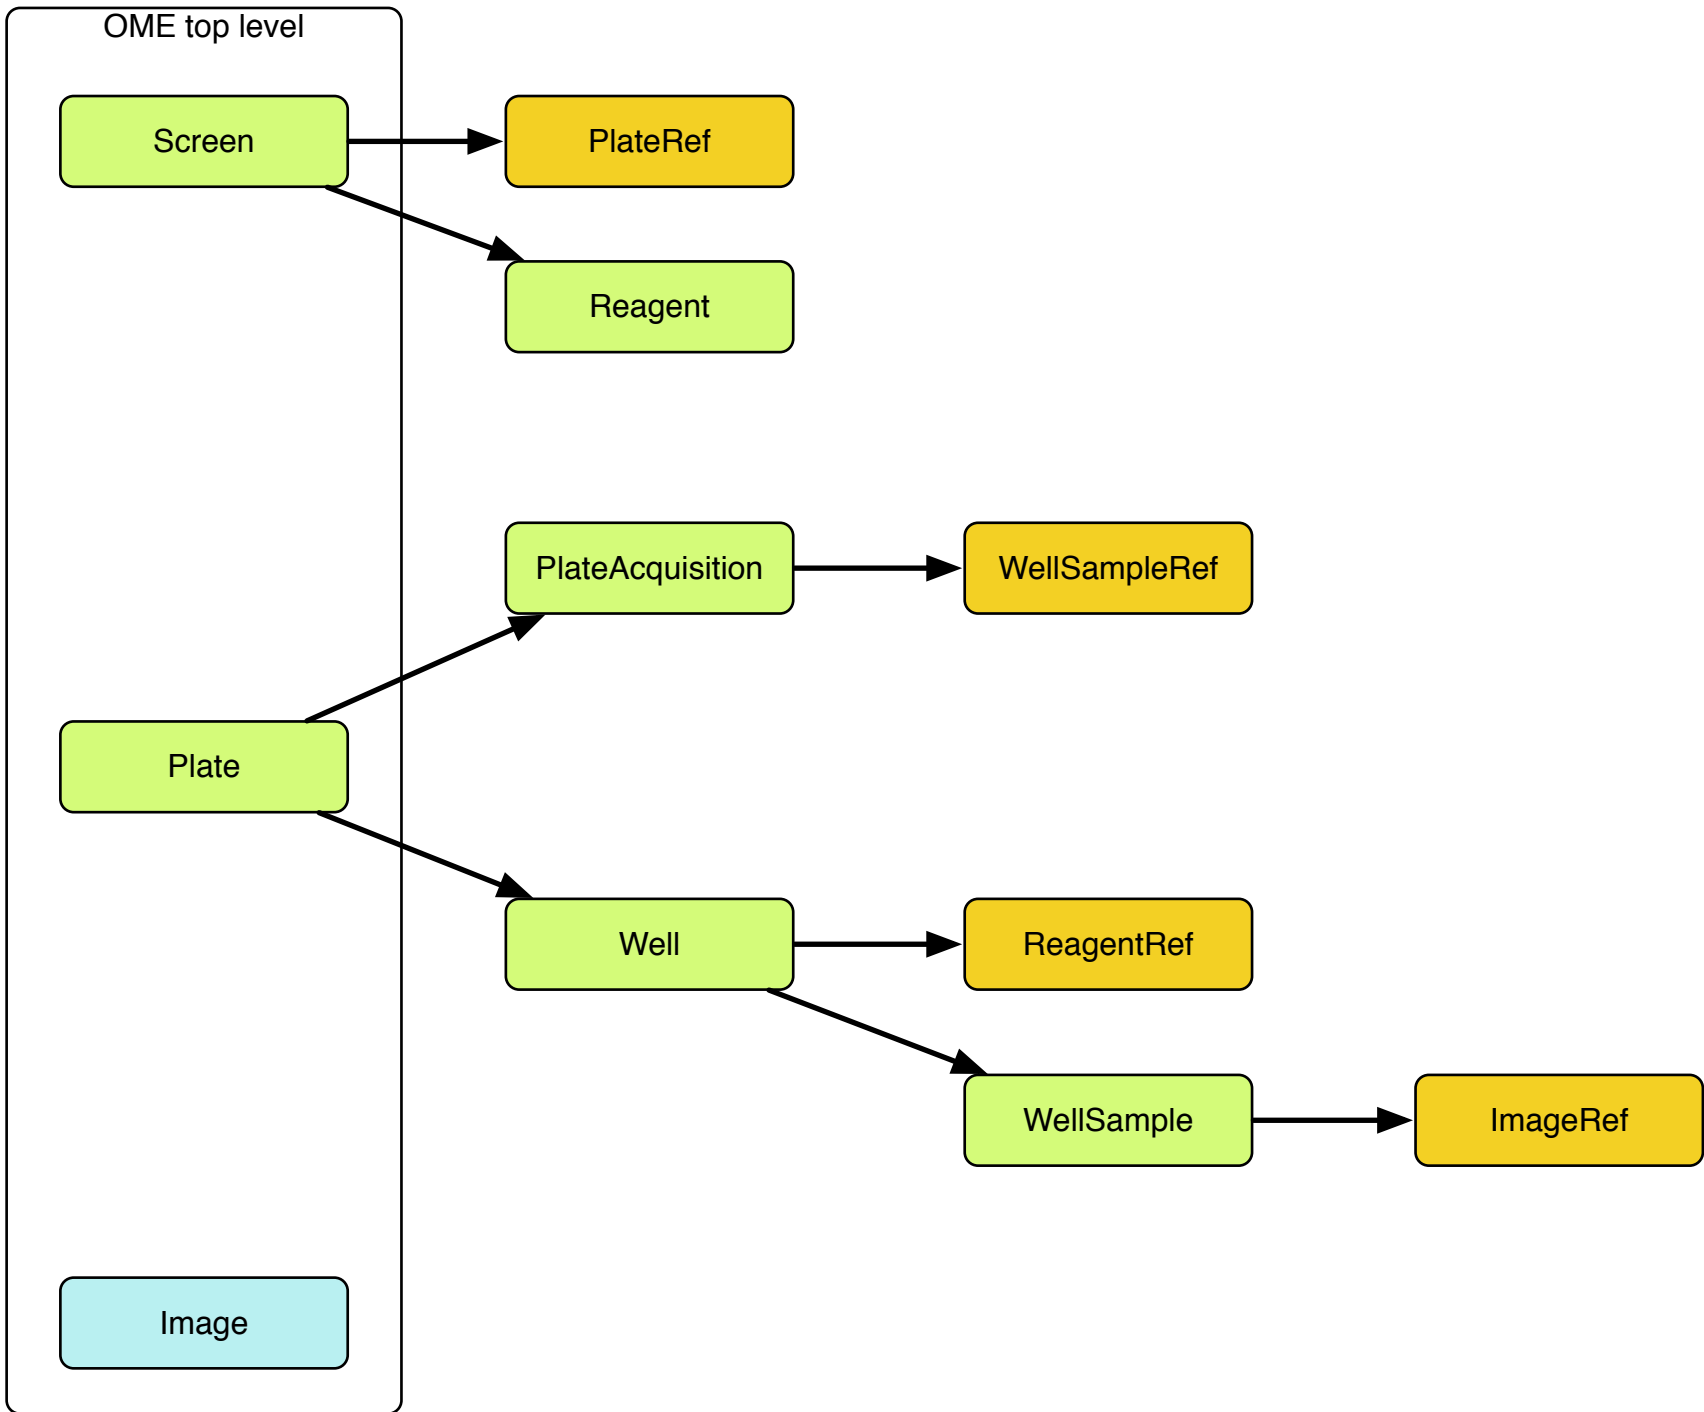 OME top level
Screen
PlateRef
Reagent
PlateAcquisition
WellSampleRef
Plate
Well
ReagentRef
WellSample
ImageRef
Image